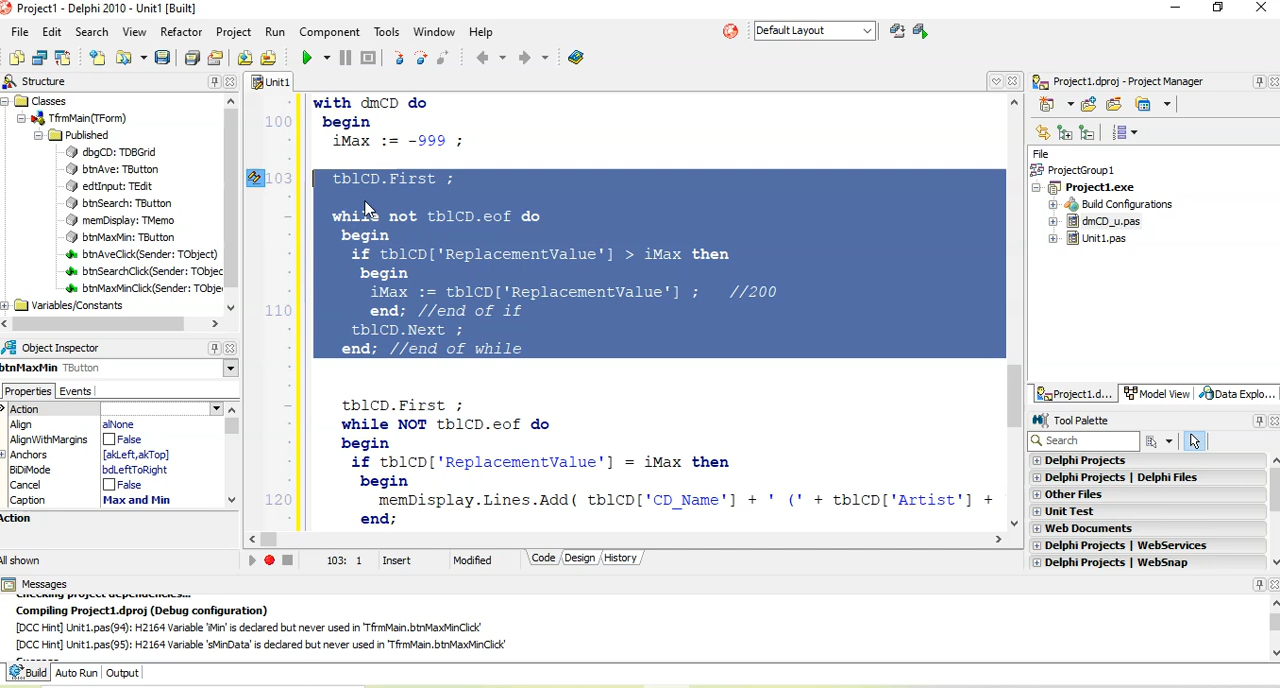 Project1 - Delphi 2010 - Unit1 [Built]
File Edit Search View Refactor Project Run Component Tools Window Help
Default Layout
Structure
Classes
TfrmMain(TForm)
Published
dbgCD: TDBGrid
btnAve: TButton
edtInput: TEdit
btnSearch: TButton
memDisplay: TMemo
btnMaxMin: TButton
btnAveClick(Sender: TObject)
btnSearchClick(Sender: TObjec
btnMaxMinClick(Sender: TObje
Variables/Constants
Object Inspector
btnMaxMin TButton
Properties Events
Action
Align alNone
AlignWithMargins False
Anchors [akLeft,akTop]
BiDiMode bdLeftToRight
Cancel False
Caption Max and Min
Action
All shown
Unit1
with dmCD do
100 begin
iMax := -999 ;
103 tblCD.First ;
while not tblCD.eof do
begin
if tblCD['ReplacementValue'] > iMax then
begin
iMax := tblCD['ReplacementValue'] ; //200
110 end; //end of if
tblCD.Next ;
end; //end of while
tblCD.First ;
while NOT tblCD.eof do
begin
if tblCD['ReplacementValue'] = iMax then
begin
120 memDisplay.Lines.Add( tblCD['CD_Name'] + ' (' + tblCD['Artist'] +
end;
103: 1 Insert Modified Code Design History
Project1.dproj - Project Manager
File
ProjectGroup1
Project1.exe
Build Configurations
dmCD_u.pas
Unit1.pas
Project1.d... Model View Data Explo...
Tool Palette
Search
Delphi Projects
Delphi Projects | Delphi Files
Other Files
Unit Test
Web Documents
Delphi Projects | WebServices
Delphi Projects | WebSnap
Messages
Checking project dependencies...
Compiling Project1.dproj (Debug configuration)
[DCC Hint] Unit1.pas(94): H2164 Variable 'iMin' is declared but never used in 'TfrmMain.btnMaxMinClick'
[DCC Hint] Unit1.pas(95): H2164 Variable 'sMinData' is declared but never used in 'TfrmMain.btnMaxMinClick'
Success
Build Auto Run Output